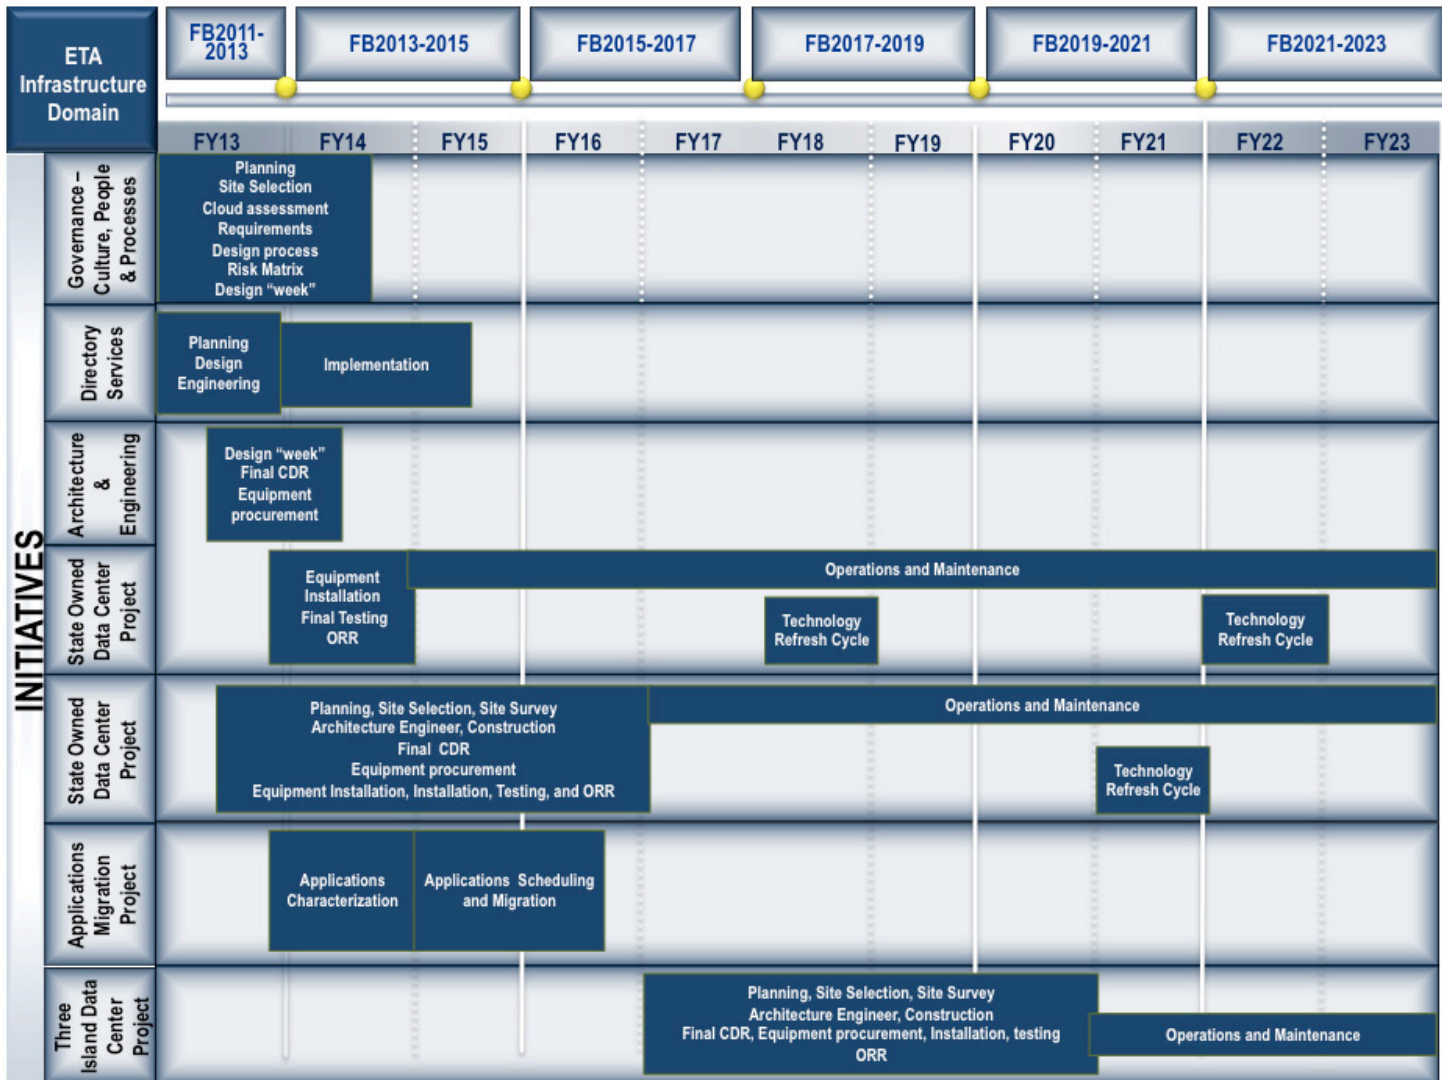 ETA
Infrastructure
Domain
FB2011-
2013
FB2013-2015
FB2015-2017
FB2017-2019
FB2019-2021
FB2021-2023
FY13
FY14
FY15
FY16
FY17
FY18
FY19
FY20
FY21
FY22
FY23
INITIATIVES
Governance –
Culture, People
& Processes
Planning
Site Selection
Cloud assessment
Requirements
Design process
Risk Matrix
Design “week”
Directory
Services
Planning
Design
Engineering
Implementation
Architecture
&
Engineering
Design “week”
Final CDR
Equipment
procurement
State Owned
Data Center
Project
Equipment
Installation
Final Testing
ORR
Operations and Maintenance
Technology
Refresh Cycle
Technology
Refresh Cycle
State Owned
Data Center
Project
Planning, Site Selection, Site Survey
Architecture Engineer, Construction
Final CDR
Equipment procurement
Equipment Installation, Installation, Testing, and ORR
Operations and Maintenance
Technology
Refresh Cycle
Applications
Migration
Project
Applications
Characterization
Applications Scheduling
and Migration
Three
Island Data
Center
Project
Planning, Site Selection, Site Survey
Architecture Engineer, Construction
Final CDR, Equipment procurement, Installation, testing
ORR
Operations and Maintenance